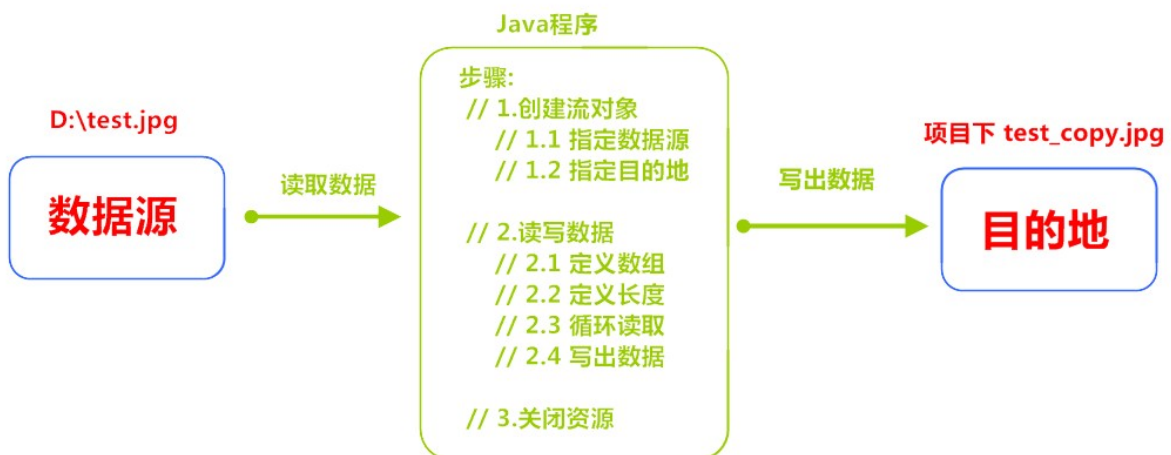 Java程序
步骤:
// 1.创建流对象
// 1.1 指定数据源
// 1.2 指定目的地
// 2.读写数据
// 2.1 定义数组
// 2.2 定义长度
// 2.3 循环读取
// 2.4 写出数据
// 3.关闭资源
D:\test.jpg
数据源
读取数据
写出数据
项目下 test_copy.jpg
目的地